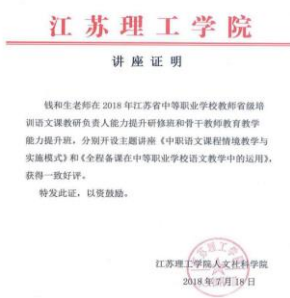 江苏理工学院
讲座证明
钱和生老师在2018年江苏省中等职业学校教师省级培
训语文课教研负责人能力提升研修班和骨干教师教育教学
能力提升班，分别开设主题讲座《中职语文课程情境教学与
实施模式》和《全程备课在中等职业学校语文教学中的运用》，
获得一致好评。
特发此证，以资鼓励。
江苏理工学院人文社科学院
2018年7月18日